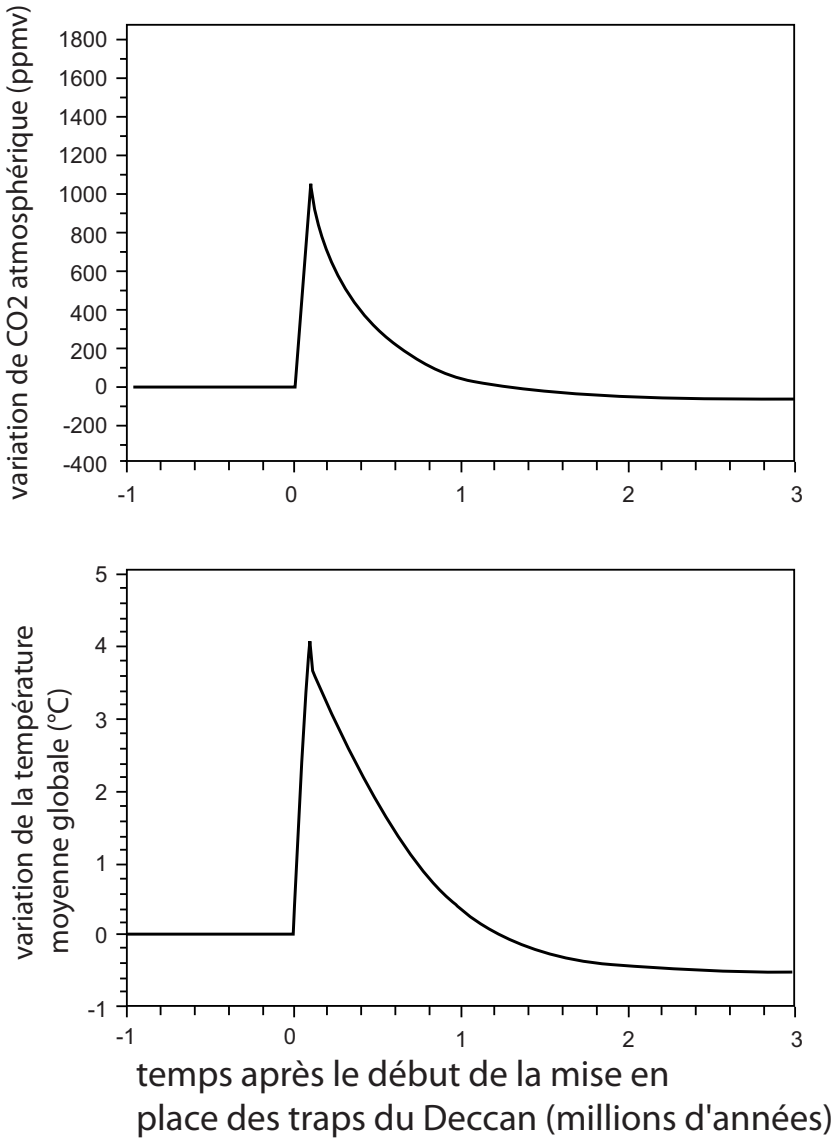 variation de CO2 atmosphérique (ppmv)
1800
1600
1400
1200
1000
800
600
400
200
0
-200
-400
-1 0 1 2 3
variation de la température
moyenne globale (°C)
5
4
3
2
1
0
-1
-1 0 1 2 3
temps après le début de la mise en
place des traps du Deccan (millions d'années)